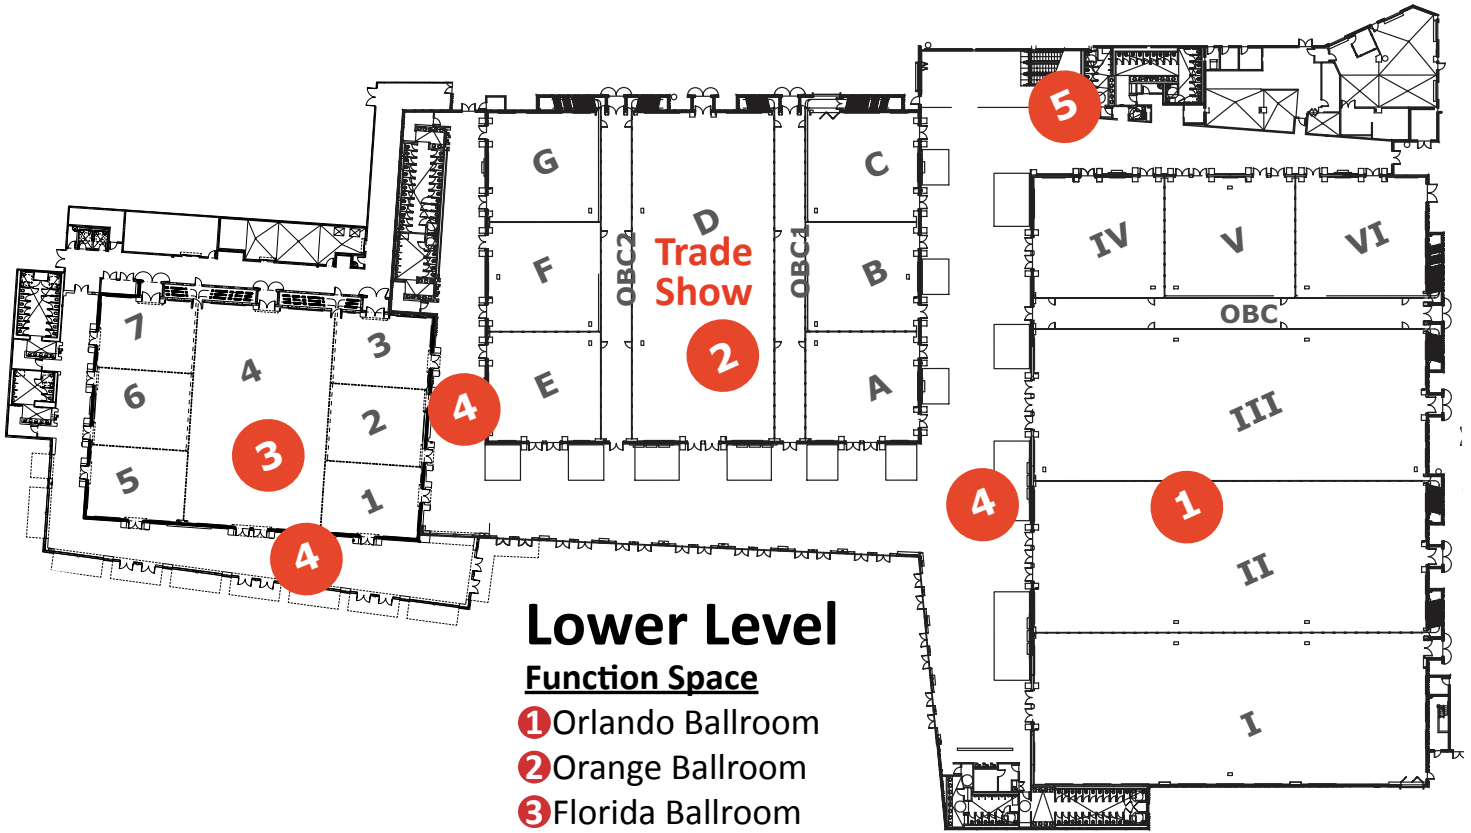 5
G
C
D
IV
V
VI
OBC2
OBC1
F
B
Trade
Show
OBC
7
3
4
2
6
E
A
4
2
III
3
5
1
4
1
4
II
Lower Level
Function Space
I
1 Orlando Ballroom
2 Orange Ballroom
3 Florida Ballroom